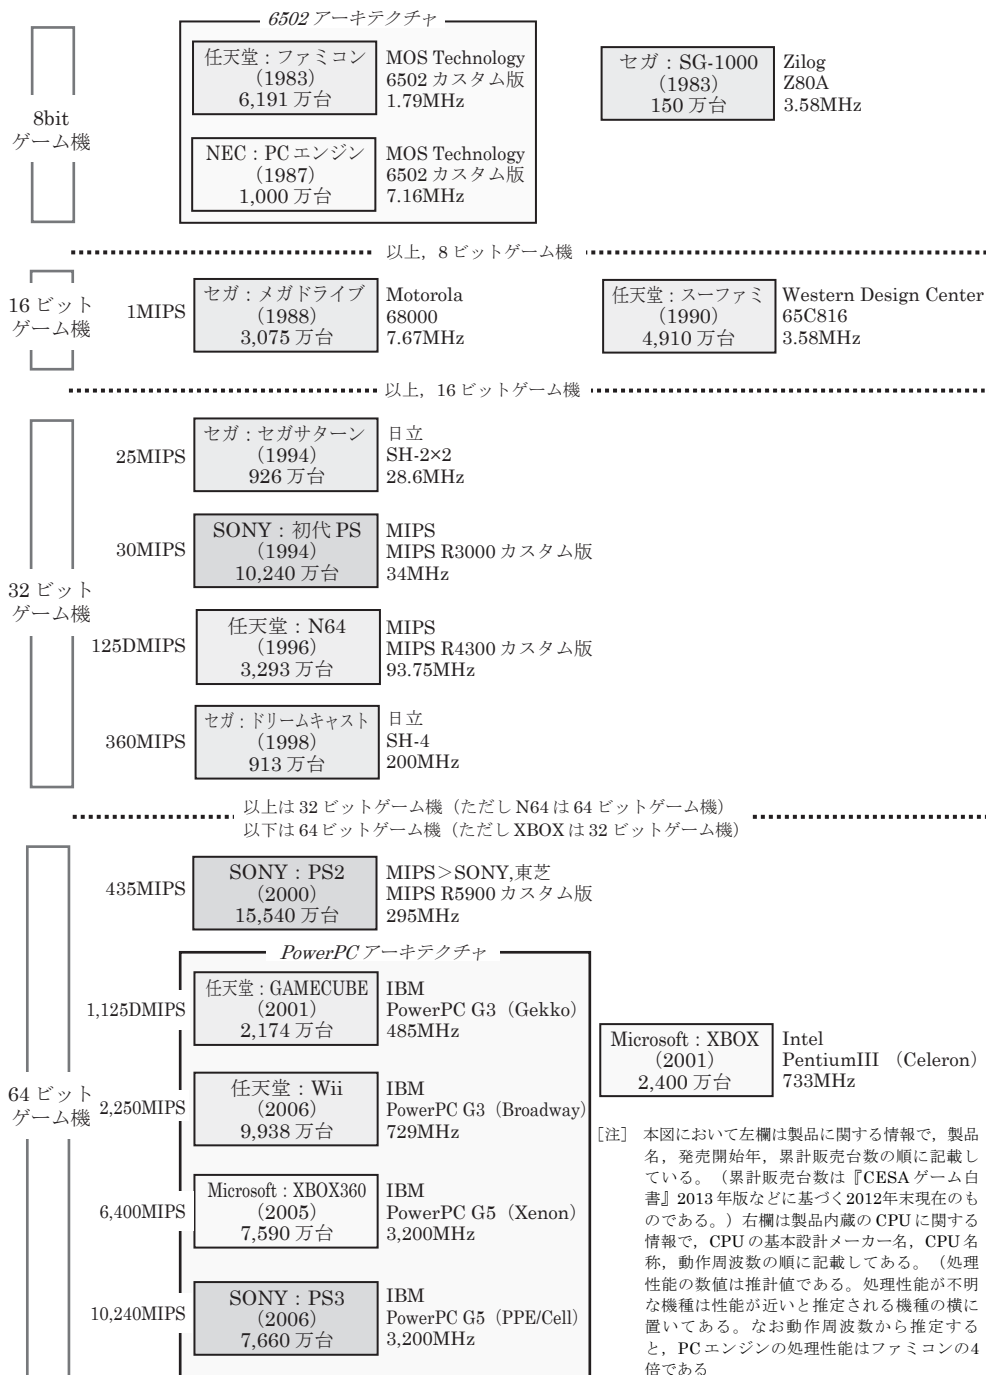 6502 アーキテクチャ
8bit
ゲーム機
任天堂：ファミコン
（1983）
6,191 万台
MOS Technology
6502 カスタム版
1.79MHz
セガ：SG-1000
（1983）
150 万台
Zilog
Z80A
3.58MHz
NEC：PC エンジン
（1987）
1,000 万台
MOS Technology
6502 カスタム版
7.16MHz
以上，8 ビットゲーム機
16 ビット
ゲーム機
1MIPS
セガ：メガドライブ
（1988）
3,075 万台
Motorola
68000
7.67MHz
任天堂：スーファミ
（1990）
4,910 万台
Western Design Center
65C816
3.58MHz
以上，16 ビットゲーム機
32 ビット
ゲーム機
25MIPS
セガ：セガサターン
（1994）
926 万台
日立
SH-2×2
28.6MHz
30MIPS
SONY：初代 PS
（1994）
10,240 万台
MIPS
MIPS R3000 カスタム版
34MHz
125DMIPS
任天堂：N64
（1996）
3,293 万台
MIPS
MIPS R4300 カスタム版
93.75MHz
360MIPS
セガ：ドリームキャスト
（1998）
913 万台
日立
SH-4
200MHz
以上は 32 ビットゲーム機（ただし N64 は 64 ビットゲーム機）
以下は 64 ビットゲーム機（ただし XBOX は 32 ビットゲーム機）
64 ビット
ゲーム機
435MIPS
SONY：PS2
（2000）
15,540 万台
MIPS＞SONY,東芝
MIPS R5900 カスタム版
295MHz
PowerPC アーキテクチャ
1,125DMIPS
任天堂：GAMECUBE
（2001）
2,174 万台
IBM
PowerPC G3（Gekko）
485MHz
Microsoft：XBOX
（2001）
2,400 万台
Intel
PentiumIII （Celeron）
733MHz
2,250MIPS
任天堂：Wii
（2006）
9,938 万台
IBM
PowerPC G3（Broadway）
729MHz
6,400MIPS
Microsoft：XBOX360
（2005）
7,590 万台
IBM
PowerPC G5（Xenon）
3,200MHz
10,240MIPS
SONY：PS3
（2006）
7,660 万台
IBM
PowerPC G5（PPE/Cell）
3,200MHz
［注］ 本図において左欄は製品に関する情報で，製品
名，発売開始年，累計販売台数の順に記載し
ている。（累計販売台数は『CESA ゲーム白
書』2013 年版などに基づく2012年末現在のも
のである。）右欄は製品内蔵の CPU に関する
情報で，CPU の基本設計メーカー名，CPU 名
称，動作周波数の順に記載してある。（処理
性能の数値は推計値である。処理性能が不明
な機種は性能が近いと推定される機種の横に
置いてある。なお動作周波数から推定する
と，PC エンジンの処理性能はファミコンの4
倍である